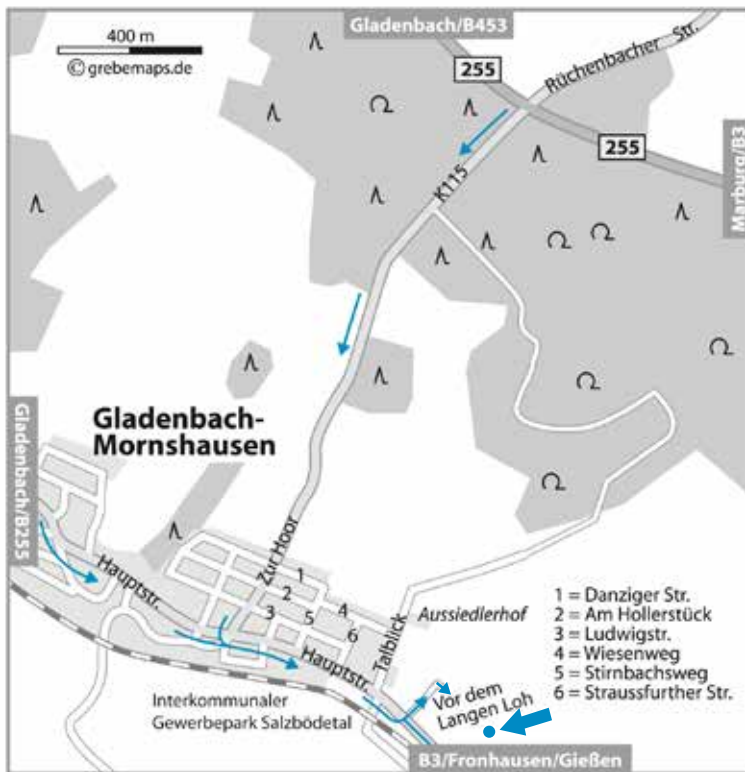 Gladenbach/B453
400 m
© grebemaps.de
255
Rüchenbacher Str.
255
Marburg/B3
K115
Gladenbach-
Mornshausen
Gladenbach/B255
Zur Hoor
Hauptstr.
1
2
3
4
5
6
Aussiedlerhof
Talblick
Hauptstr.
1 = Danziger Str.
2 = Am Hollerstück
3 = Ludwigstr.
4 = Wiesenweg
5 = Stirnbachsweg
6 = Straussfurther Str.
Interkommunaler
Gewerbepark Salzbödetal
Vor dem
Langen Loh
B3/Fronhausen/Gießen